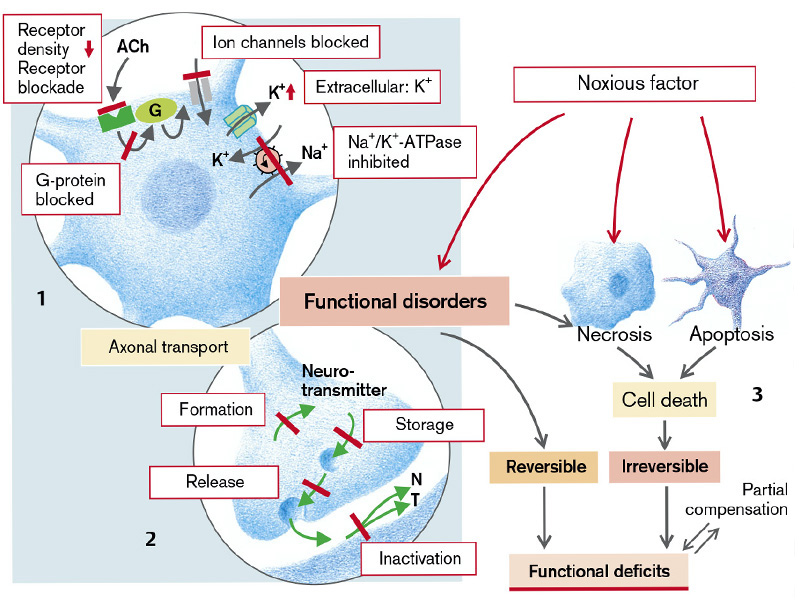 Receptor
density
Receptor
blockade
ACh
G
Ion channels blocked
K⁺
Extracellular: K⁺
K⁺
Na⁺
Na⁺/K⁺-ATPase
inhibited
G-protein
blocked
1
Noxious factor
Functional disorders
Necrosis
Apoptosis
Axonal transport
Neuro-
transmitter
Formation
Storage
Release
N
T
Inactivation
2
Cell death
3
Reversible
Irreversible
Partial
compensation
Functional deficits